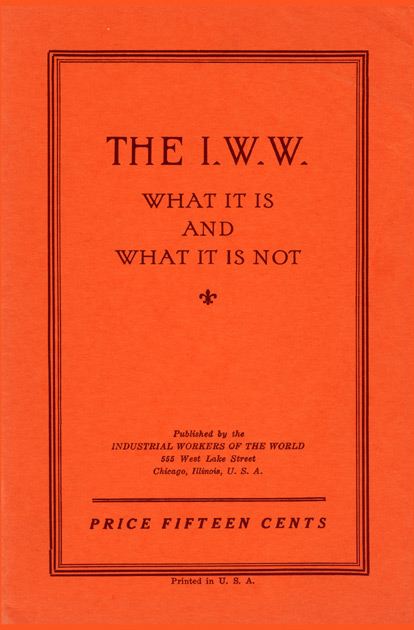 THE I.W.W.
WHAT IT IS
AND
WHAT IT IS NOT
Published by the
INDUSTRIAL WORKERS OF THE WORLD
555 West Lake Street
Chicago, Illinois, U. S. A.
PRICE FIFTEEN CENTS
Printed in U. S. A.